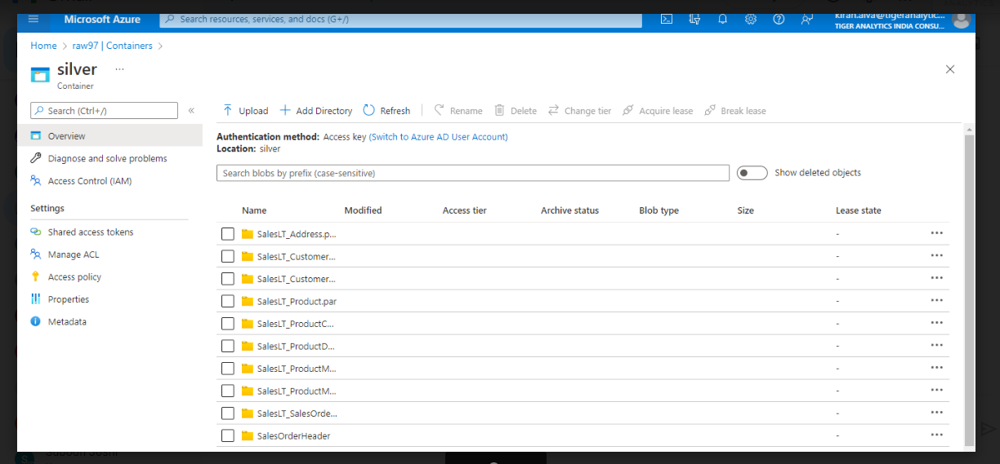 Microsoft Azure
Search resources, services, and docs (G+/)
kiran.alva@tigeranalytic...
TIGER ANALYTICS INDIA CONSU...
Home > raw97 | Containers >
silver ...
Container
Search (Ctrl+/) «
Upload Add Directory Refresh Rename Delete Change tier Acquire lease Break lease
Overview
Diagnose and solve problems
Access Control (IAM)
Settings
Shared access tokens
Manage ACL
Access policy
Properties
Metadata
Authentication method: Access key (Switch to Azure AD User Account)
Location: silver
Search blobs by prefix (case-sensitive) Show deleted objects
Name Modified Access tier Archive status Blob type Size Lease state
SalesLT_Address.p... - ...
SalesLT_Customer... - ...
SalesLT_Customer... - ...
SalesLT_Product.par - ...
SalesLT_ProductC... - ...
SalesLT_ProductD... - ...
SalesLT_ProductM... - ...
SalesLT_ProductM... - ...
SalesLT_SalesOrde... - ...
SalesOrderHeader - ...